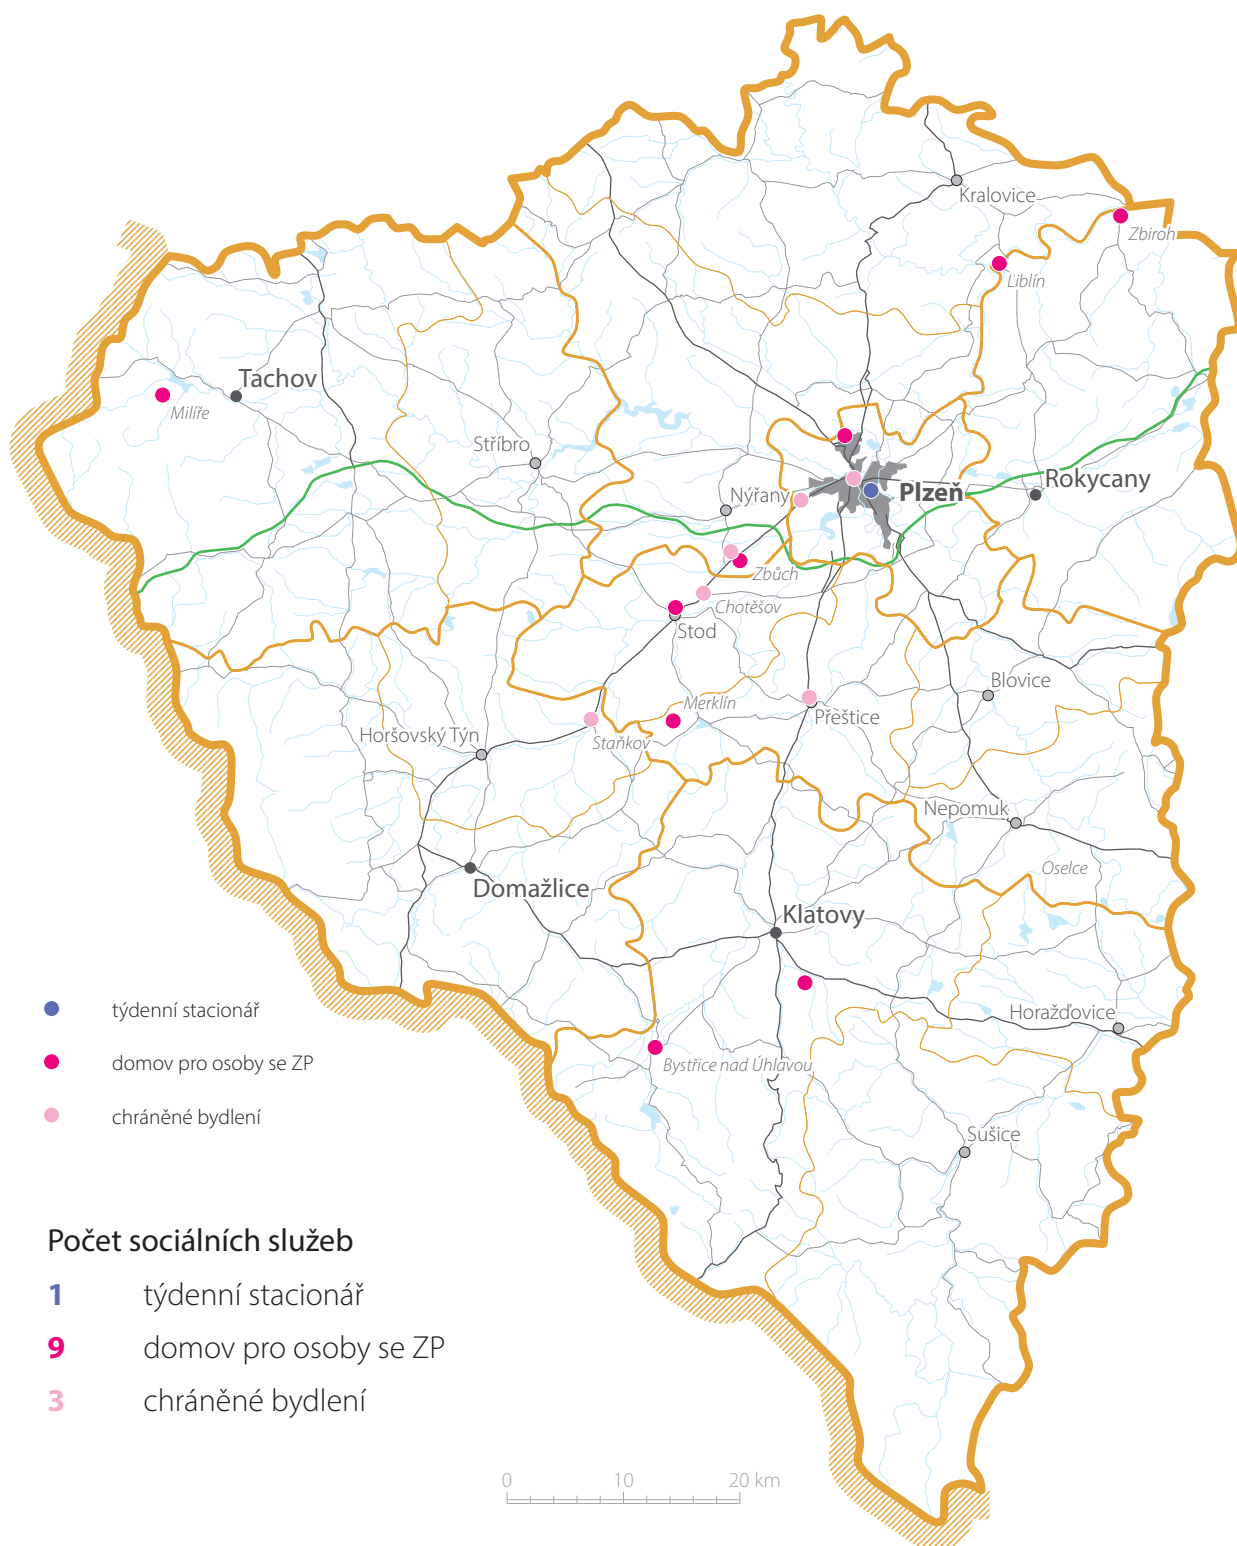 Kralovice
Zbiroh
Liblín
Tachov
Milíře
Stříbro
Nýřany
Plzeň
Rokycany
Zbůch
Chotěšov
Stod
Merklín
Blovice
Přeštice
Horšovský Týn
Staňkov
Nepomuk
Oselce
Domažlice
Klatovy
týdenní stacionář
Horažďovice
domov pro osoby se ZP
Bystřice nad Úhlavou
chráněné bydlení
Sušice
Počet sociálních služeb
1 týdenní stacionář
9 domov pro osoby se ZP
3 chráněné bydlení
0 10 20 km